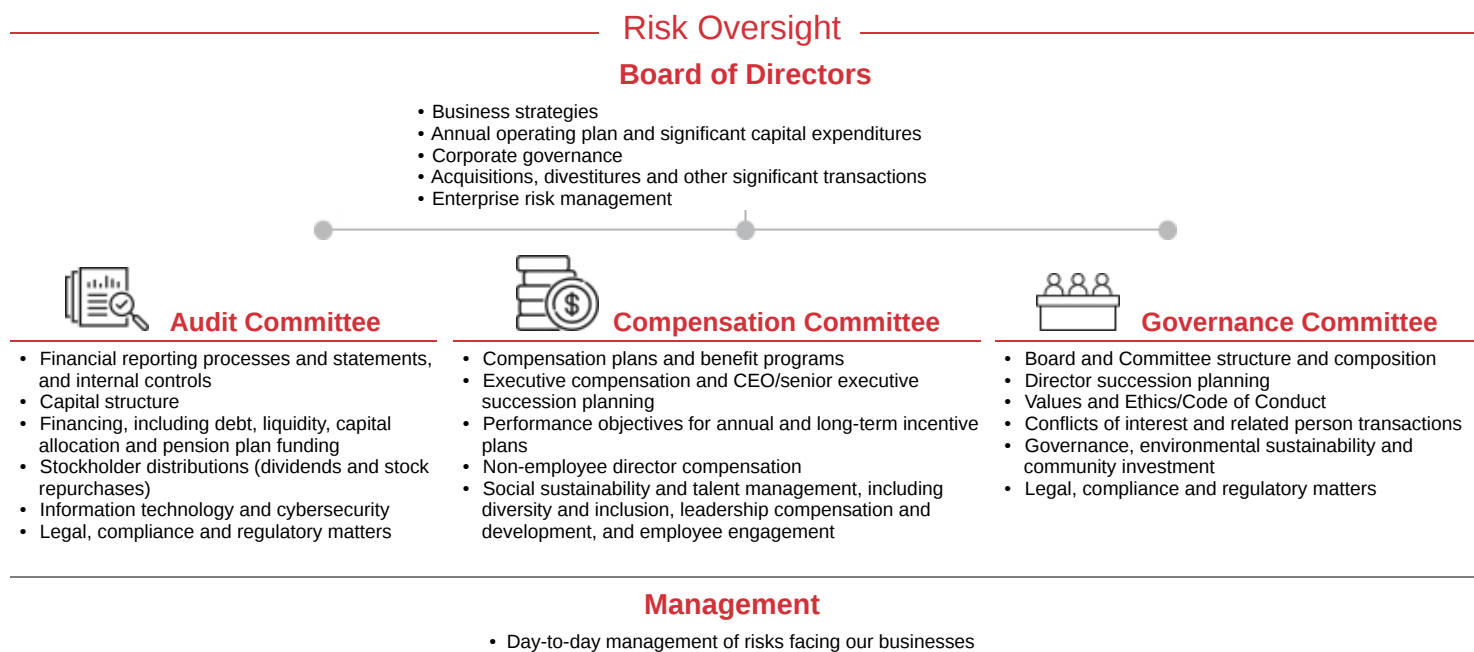 Risk Oversight
Board of Directors
• Business strategies
• Annual operating plan and significant capital expenditures
• Corporate governance
• Acquisitions, divestitures and other significant transactions
• Enterprise risk management
Audit Committee
• Financial reporting processes and statements,
and internal controls
• Capital structure
• Financing, including debt, liquidity, capital
allocation and pension plan funding
• Stockholder distributions (dividends and stock
repurchases)
• Information technology and cybersecurity
• Legal, compliance and regulatory matters
$
Compensation Committee
• Compensation plans and benefit programs
• Executive compensation and CEO/senior executive
succession planning
• Performance objectives for annual and long-term incentive
plans
• Non-employee director compensation
• Social sustainability and talent management, including
diversity and inclusion, leadership compensation and
development, and employee engagement
Governance Committee
• Board and Committee structure and composition
• Director succession planning
• Values and Ethics/Code of Conduct
• Conflicts of interest and related person transactions
• Governance, environmental sustainability and
community investment
• Legal, compliance and regulatory matters
Management
• Day-to-day management of risks facing our businesses